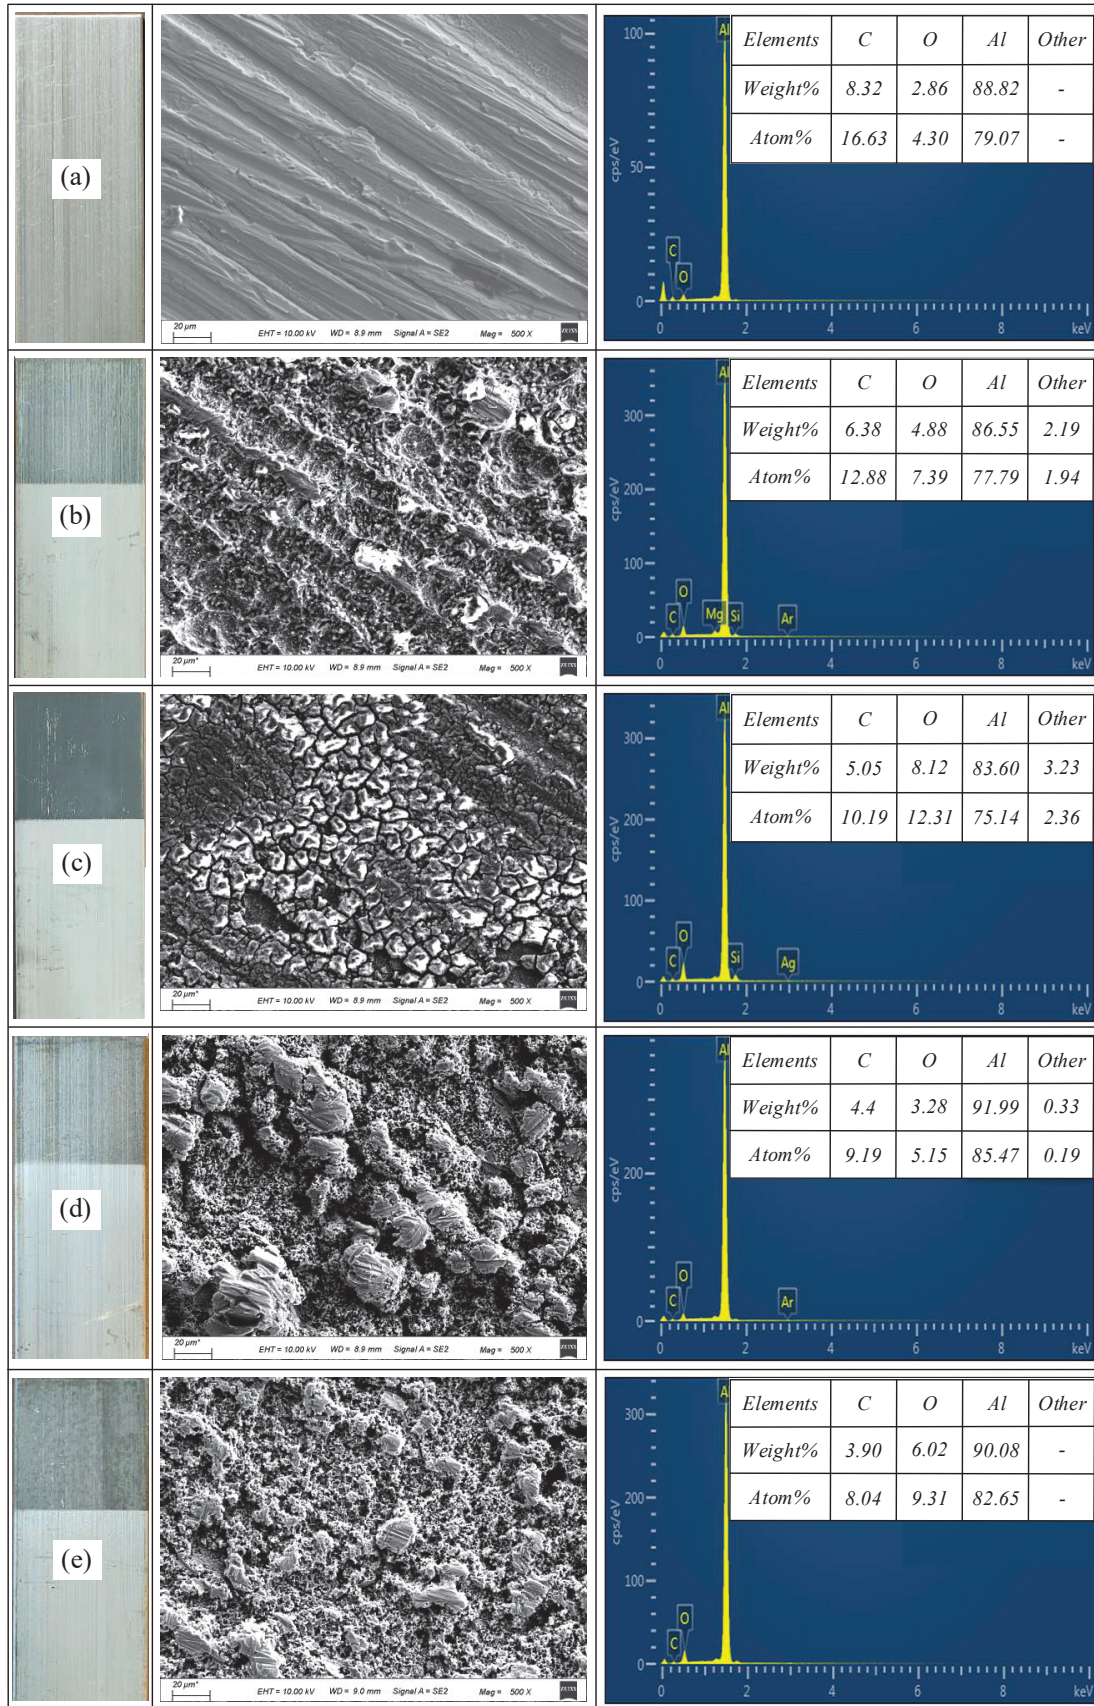 (a)
20 µm
EHT = 10.00 kV WD = 8.9 mm Signal A = SE2 Mag = 500 X
ZEISS
100
50
0
cps/eV
Al
C
O
0 2 4 6 8 keV
Elements C O Al Other
Weight% 8.32 2.86 88.82 -
Atom% 16.63 4.30 79.07 -
(b)
20 µm*
EHT = 10.00 kV WD = 8.9 mm Signal A = SE2 Mag = 500 X
ZEISS
300
200
100
0
cps/eV
Al
C
O
Mg
Si
Ar
0 2 4 6 8 keV
Elements C O Al Other
Weight% 6.38 4.88 86.55 2.19
Atom% 12.88 7.39 77.79 1.94
(c)
20 µm*
EHT = 10.00 kV WD = 8.9 mm Signal A = SE2 Mag = 500 X
ZEISS
300
200
100
0
cps/eV
Al
C
O
Si
Ag
0 2 4 6 8 keV
Elements C O Al Other
Weight% 5.05 8.12 83.60 3.23
Atom% 10.19 12.31 75.14 2.36
(d)
20 µm*
EHT = 10.00 kV WD = 8.9 mm Signal A = SE2 Mag = 500 X
ZEISS
200
0
cps/eV
Al
C
O
Ar
0 2 4 6 8 keV
Elements C O Al Other
Weight% 4.4 3.28 91.99 0.33
Atom% 9.19 5.15 85.47 0.19
(e)
20 µm*
EHT = 10.00 kV WD = 9.0 mm Signal A = SE2 Mag = 500 X
ZEISS
300
200
100
0
cps/eV
Al
C
O
0 2 4 6 8 keV
Elements C O Al Other
Weight% 3.90 6.02 90.08 -
Atom% 8.04 9.31 82.65 -